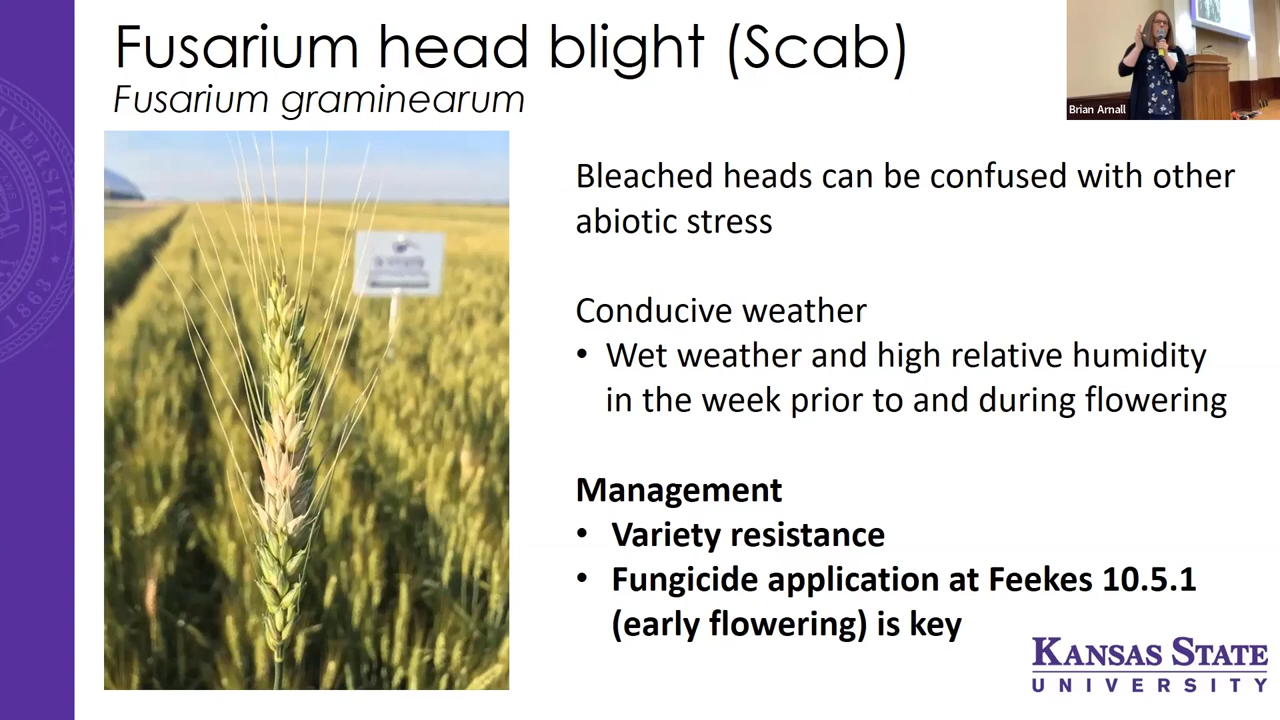 Fusarium head blight (Scab)
Fusarium graminearum
Brian Arnall
Bleached heads can be confused with other
abiotic stress
Conducive weather
• Wet weather and high relative humidity
in the week prior to and during flowering
Management
• Variety resistance
• Fungicide application at Feekes 10.5.1
(early flowering) is key
KANSAS STATE
UNIVERSITY
VERSITY
1863